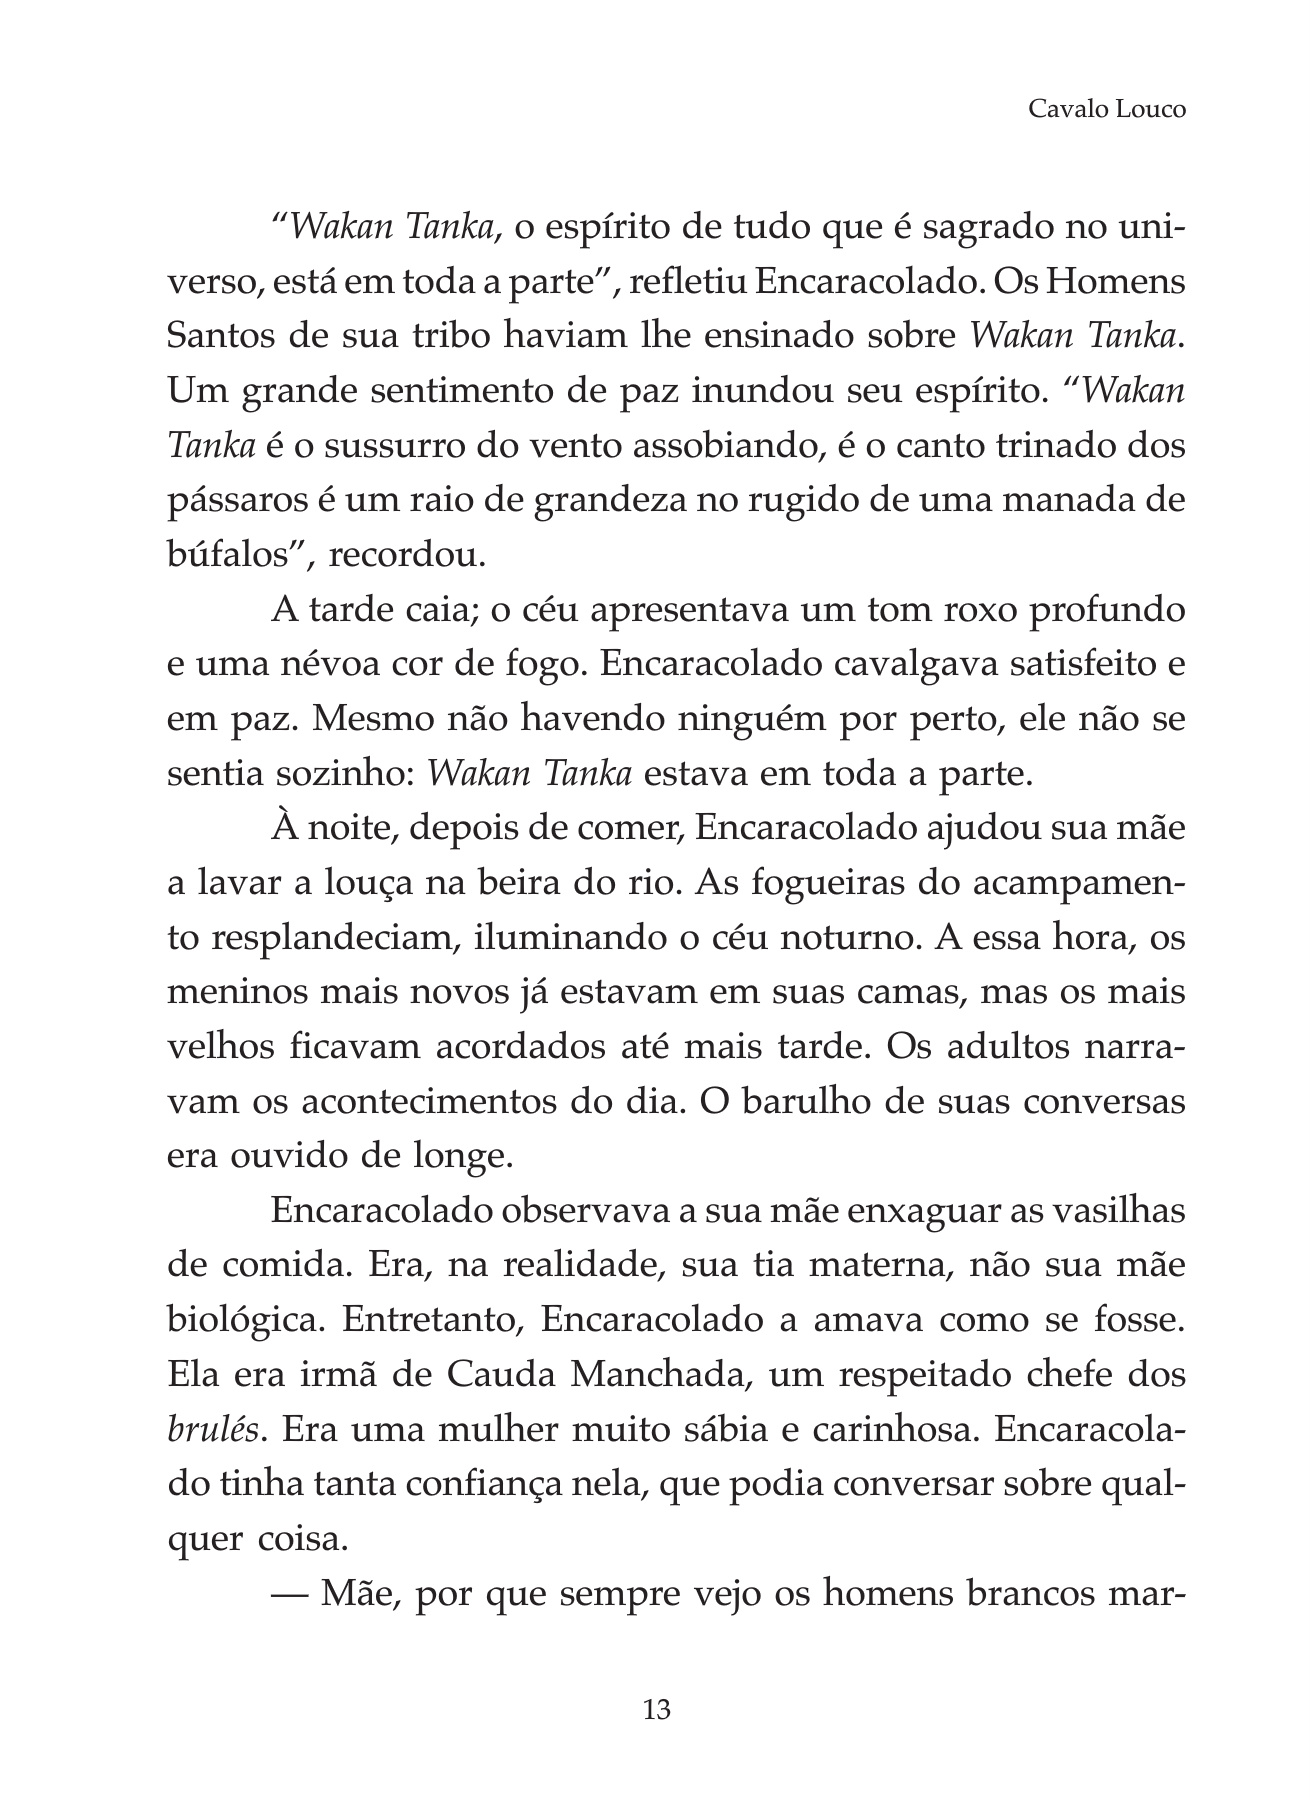 Cavalo Louco
“Wakan Tanka, o espírito de tudo que é sagrado no uni-
verso, está em toda a parte”, refletiu Encaracolado. Os Homens
Santos de sua tribo haviam lhe ensinado sobre Wakan Tanka.
Um grande sentimento de paz inundou seu espírito. “Wakan
Tanka é o sussurro do vento assobiando, é o canto trinado dos
pássaros é um raio de grandeza no rugido de uma manada de
búfalos”, recordou.
A tarde caia; o céu apresentava um tom roxo profundo
e uma névoa cor de fogo. Encaracolado cavalgava satisfeito e
em paz. Mesmo não havendo ninguém por perto, ele não se
sentia sozinho: Wakan Tanka estava em toda a parte.
À noite, depois de comer, Encaracolado ajudou sua mãe
a lavar a louça na beira do rio. As fogueiras do acampamen-
to resplandeciam, iluminando o céu noturno. A essa hora, os
meninos mais novos já estavam em suas camas, mas os mais
velhos ficavam acordados até mais tarde. Os adultos narra-
vam os acontecimentos do dia. O barulho de suas conversas
era ouvido de longe.
Encaracolado observava a sua mãe enxaguar as vasilhas
de comida. Era, na realidade, sua tia materna, não sua mãe
biológica. Entretanto, Encaracolado a amava como se fosse.
Ela era irmã de Cauda Manchada, um respeitado chefe dos
brulés. Era uma mulher muito sábia e carinhosa. Encaracola-
do tinha tanta confiança nela, que podia conversar sobre qual-
quer coisa.
— Mãe, por que sempre vejo os homens brancos mar-
13